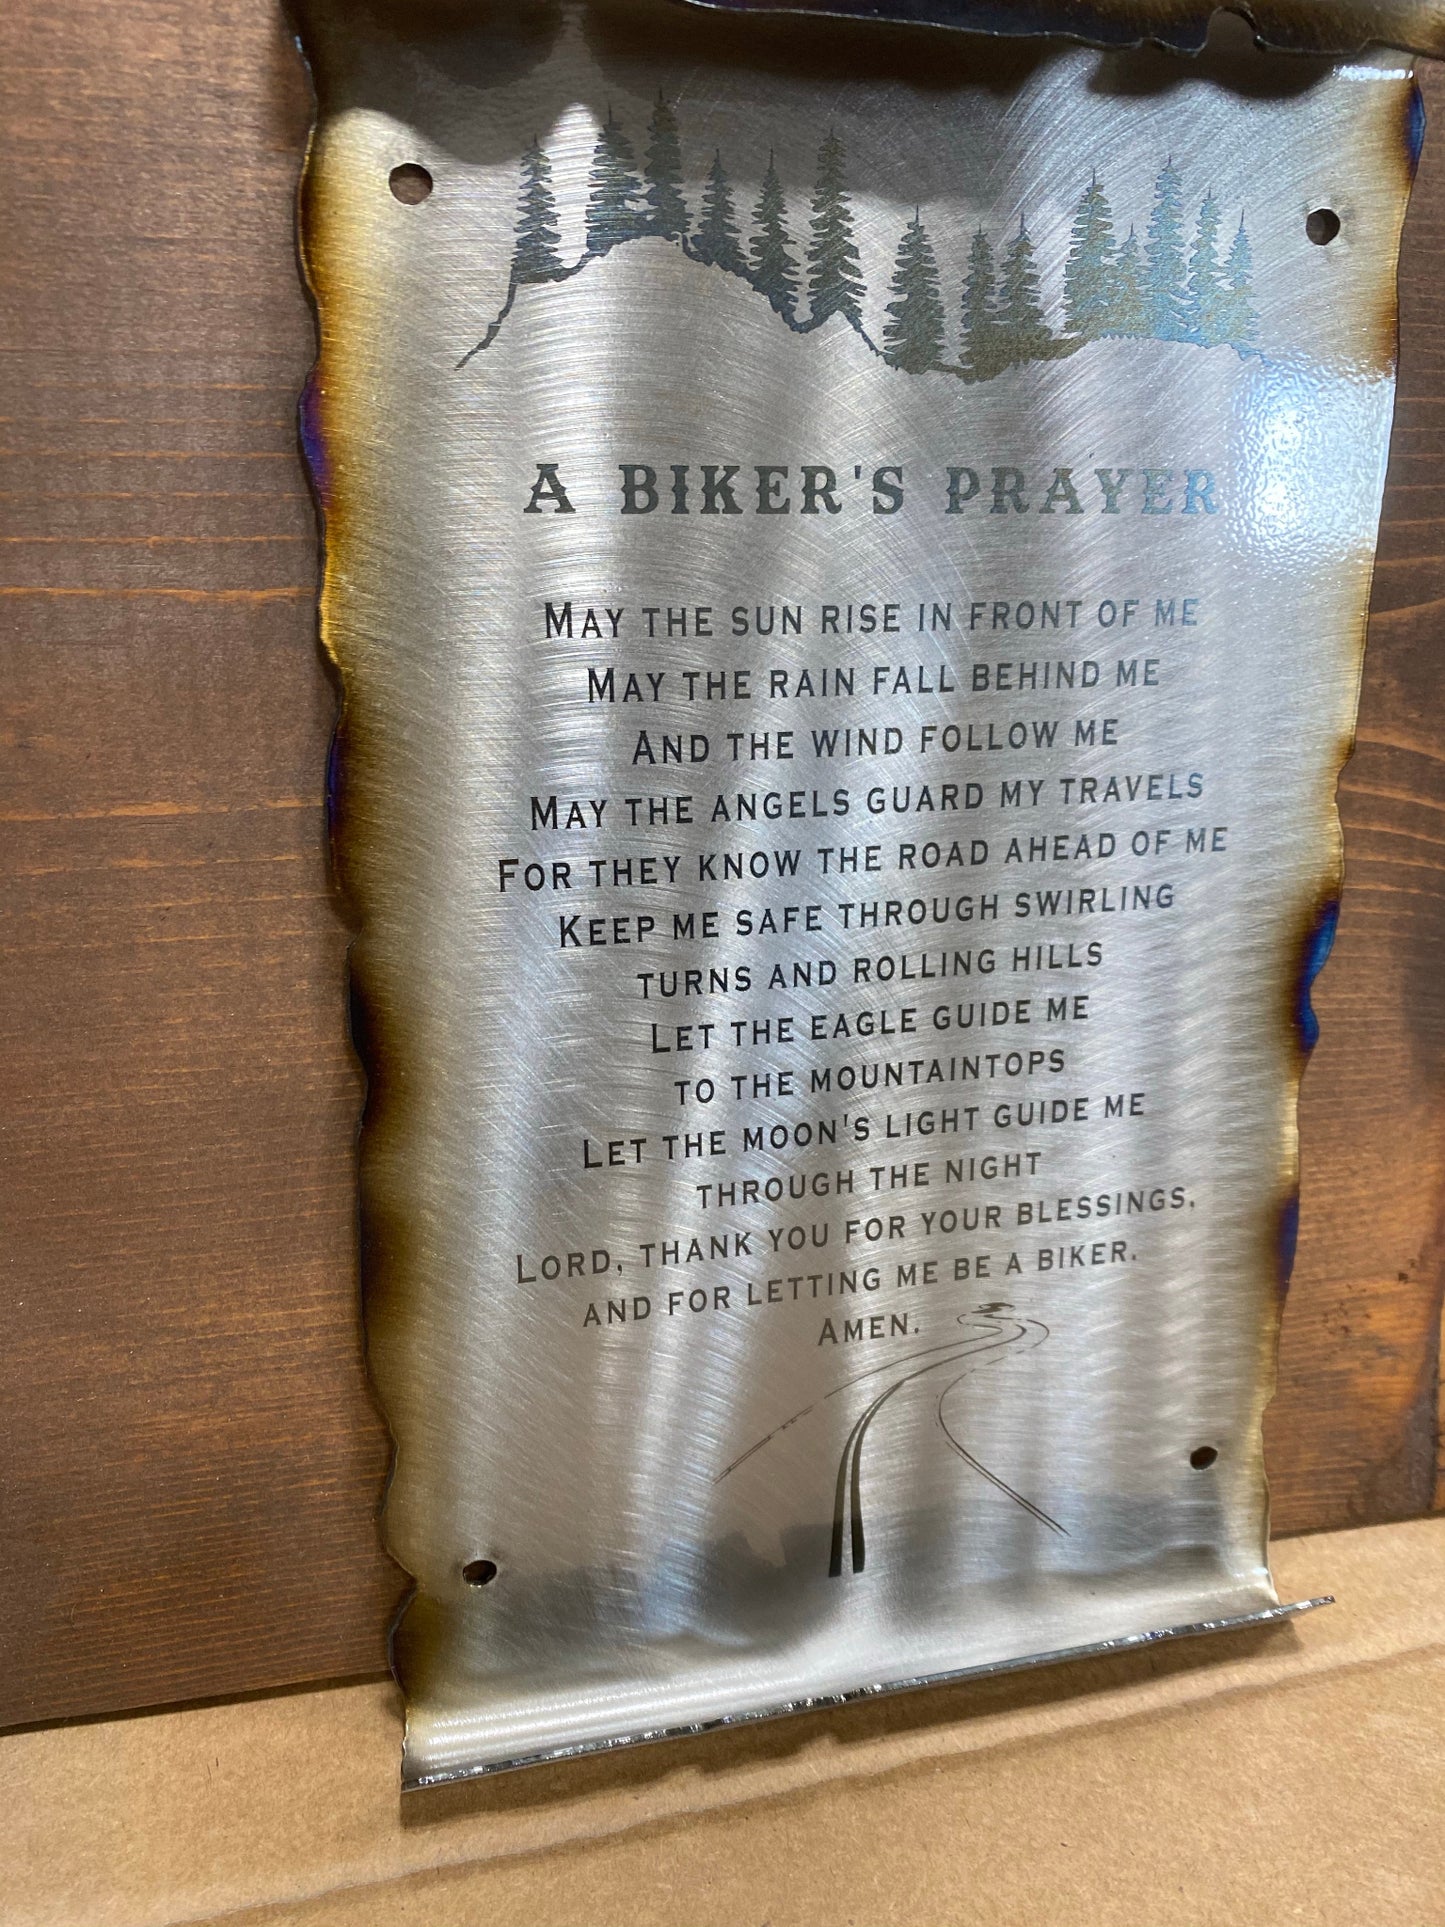 A BIKER'S PRAYER
MAY THE SUN RISE IN FRONT OF ME
MAY THE RAIN FALL BEHIND ME
AND THE WIND FOLLOW ME
MAY THE ANGELS GUARD MY TRAVELS
FOR THEY KNOW THE ROAD AHEAD OF ME
KEEP ME SAFE THROUGH SWIRLING
TURNS AND ROLLING HILLS
LET THE EAGLE GUIDE ME
TO THE MOUNTAINTOPS
LET THE MOON'S LIGHT GUIDE ME
THROUGH THE NIGHT
LORD, THANK YOU FOR YOUR BLESSINGS,
AND FOR LETTING ME BE A BIKER.
AMEN.